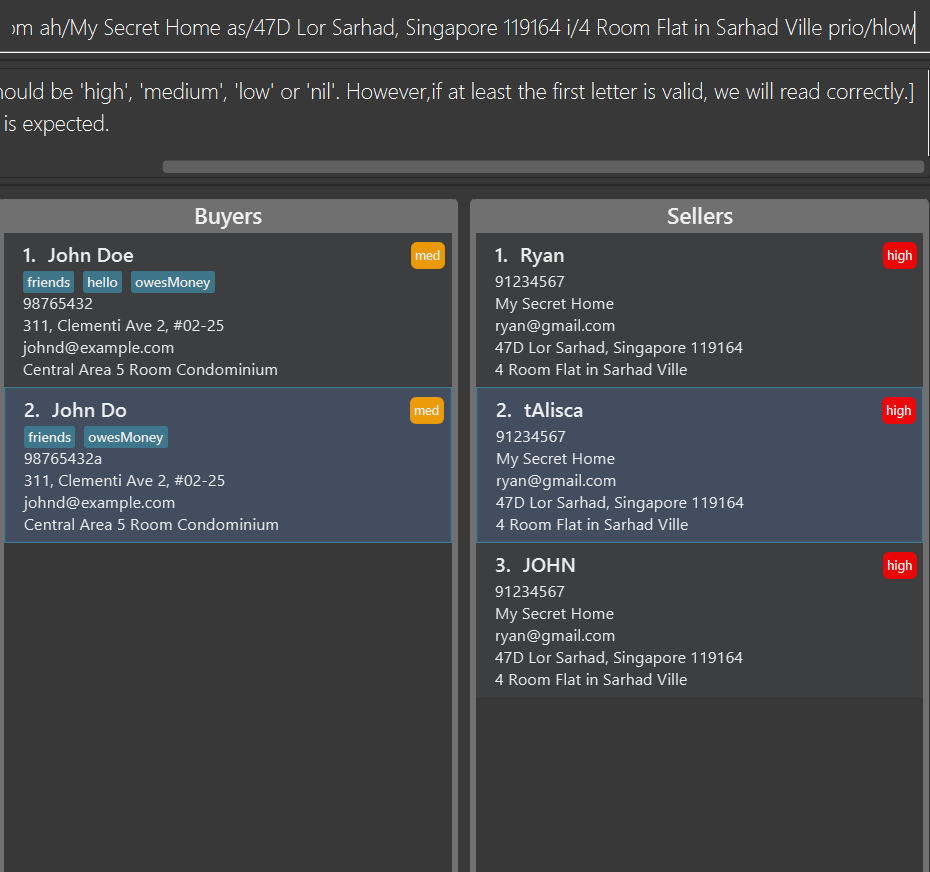 om ah/My Secret Home as/47D Lor Sarhad, Singapore 119164 i/4 Room Flat in Sarhad Ville prio/hlow
hould be 'high', 'medium', 'low' or 'nil'. However,if at least the first letter is valid, we will read correctly.]
is expected.
Buyers
1. John Doe
med
friends hello owesMoney
98765432
311, Clementi Ave 2, #02-25
johnd@example.com
Central Area 5 Room Condominium
2. John Do
med
friends owesMoney
98765432a
311, Clementi Ave 2, #02-25
johnd@example.com
Central Area 5 Room Condominium
Sellers
1. Ryan
high
91234567
My Secret Home
ryan@gmail.com
47D Lor Sarhad, Singapore 119164
4 Room Flat in Sarhad Ville
2. tAlisca
high
91234567
My Secret Home
ryan@gmail.com
47D Lor Sarhad, Singapore 119164
4 Room Flat in Sarhad Ville
3. JOHN
high
91234567
My Secret Home
ryan@gmail.com
47D Lor Sarhad, Singapore 119164
4 Room Flat in Sarhad Ville